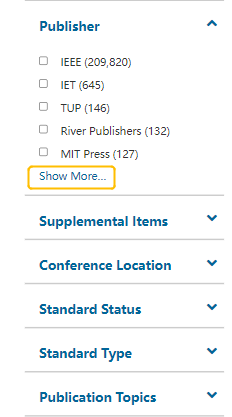 Publisher
IEEE (209,820)
IET (645)
TUP (146)
River Publishers (132)
MIT Press (127)
Show More...
Supplemental Items
Conference Location
Standard Status
Standard Type
Publication Topics